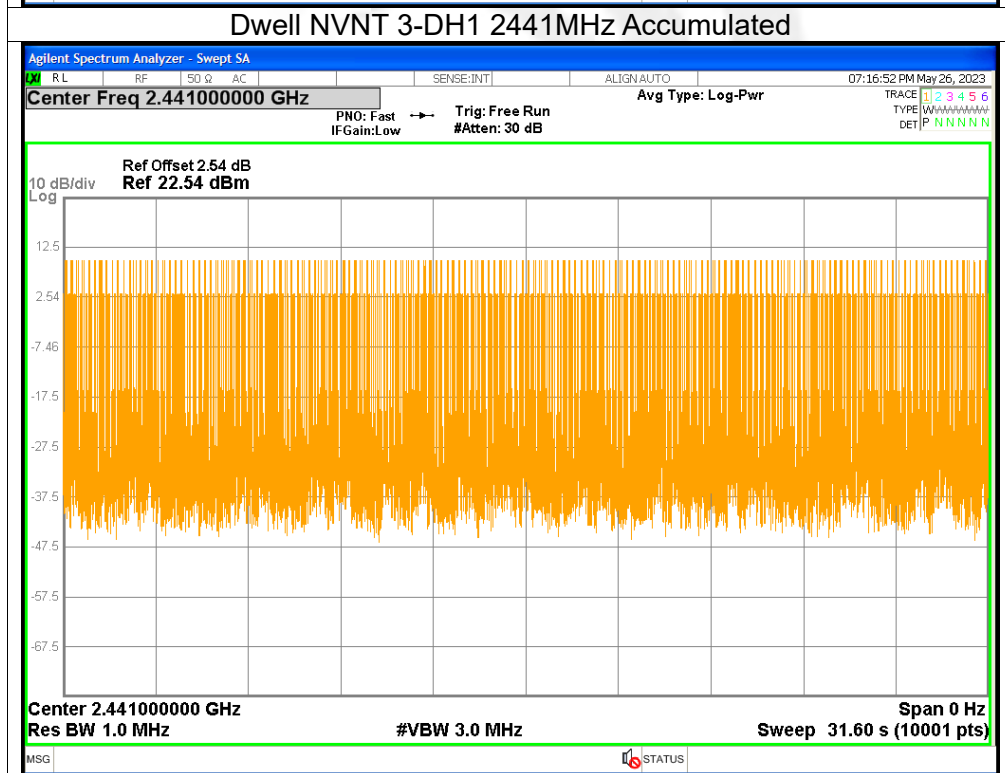 Dwell NVNT 3-DH1 2441MHz Accumulated
Agilent Spectrum Analyzer - Swept SA
LXI RL RF 50 Ω AC SENSE:INT ALIGN AUTO 07:16:52 PM May 26, 2023
Center Freq 2.441000000 GHz
PNO: Fast
IFGain:Low
Trig: Free Run
#Atten: 30 dB
Avg Type: Log-Pwr
TRACE 1 2 3 4 5 6
TYPE WWWWWW
DET P N N N N N
Ref Offset 2.54 dB
10 dB/div Ref 22.54 dBm
Log
12.5
2.54
-7.46
-17.5
-27.5
-37.5
-47.5
-57.5
-67.5
Center 2.441000000 GHz Span 0 Hz
Res BW 1.0 MHz #VBW 3.0 MHz Sweep 31.60 s (10001 pts)
MSG STATUS